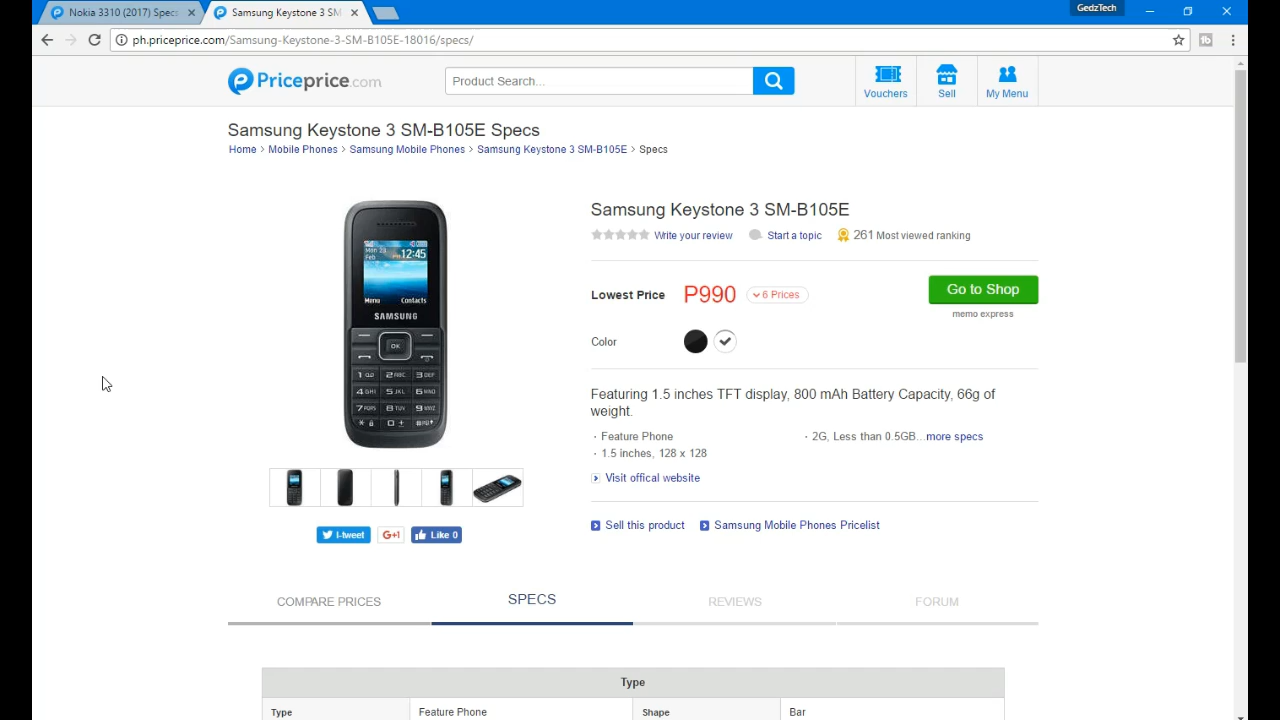 Nokia 3310 (2017) Specs
Samsung Keystone 3 SM
GedzTech
ph.priceprice.com/Samsung-Keystone-3-SM-B105E-18016/specs/
Priceprice.com
Product Search...
Vouchers
Sell
My Menu
Samsung Keystone 3 SM-B105E Specs
Home > Mobile Phones > Samsung Mobile Phones > Samsung Keystone 3 SM-B105E > Specs
Samsung Keystone 3 SM-B105E
Write your review
Start a topic
261 Most viewed ranking
Lowest Price
P990
6 Prices
Go to Shop
memo express
Color
Featuring 1.5 inches TFT display, 800 mAh Battery Capacity, 66g of
weight.
· Feature Phone
· 2G, Less than 0.5GB...more specs
· 1.5 inches, 128 x 128
Visit offical website
Sell this product
Samsung Mobile Phones Pricelist
12:45
Menu
Contacts
SAMSUNG
OK
I-tweet
G+1
Like 0
COMPARE PRICES
SPECS
REVIEWS
FORUM
Type
Type
Feature Phone
Shape
Bar